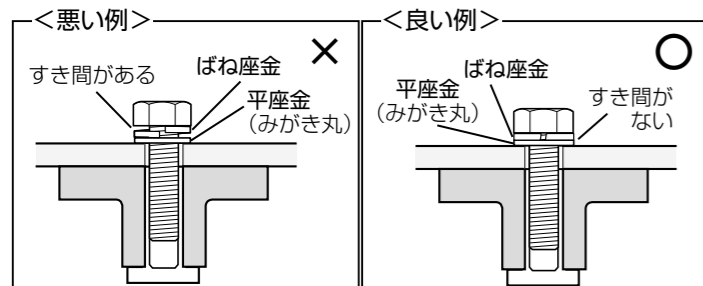 ＜悪い例＞
×
すき間がある
ばね座金
平座金
（みがき丸）
＜良い例＞
○
ばね座金
平座金
（みがき丸）
すき間が
ない